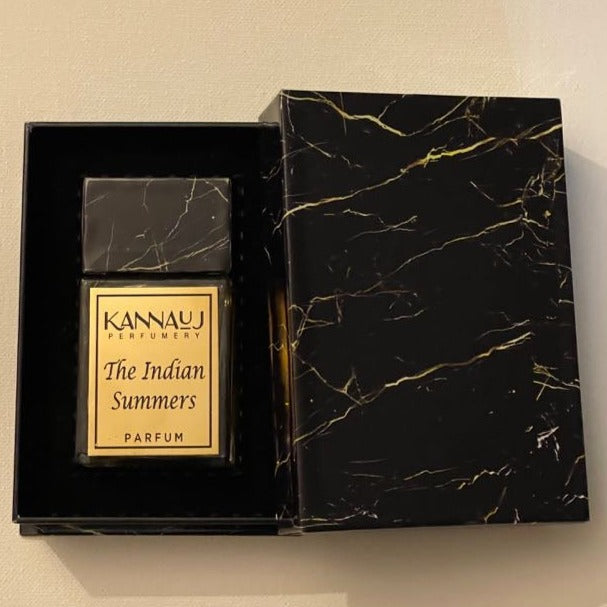 KANNAUJ
PERFUMERY
The Indian
Summers
PARFUM